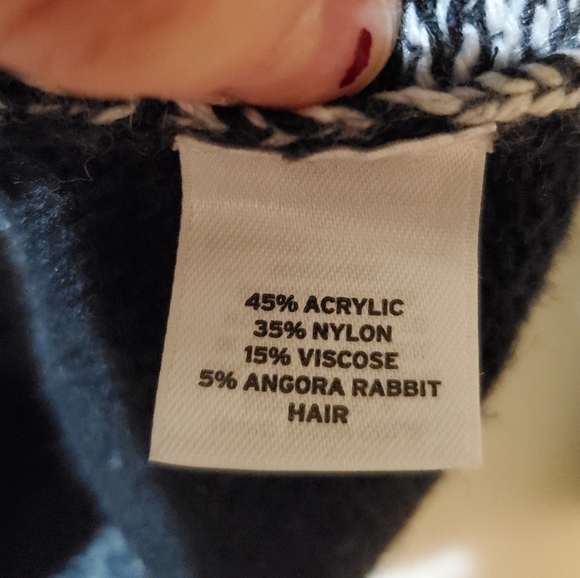 45% ACRYLIC
35% NYLON
15% VISCOSE
5% ANGORA RABBIT
HAIR